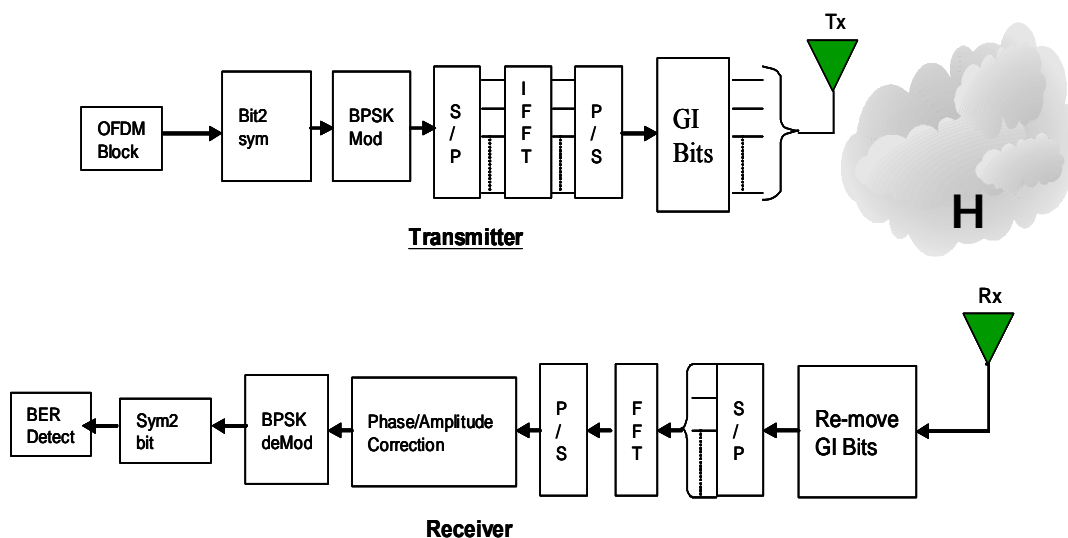 Tx
OFDM
Block
Bit2
sym
BPSK
Mod
S
/
P
I
F
F
T
P
/
S
GI
Bits
H
Transmitter
Rx
BER
Detect
Sym2
bit
BPSK
deMod
Phase/Amplitude
Correction
P
/
S
F
F
T
S
/
P
Re-move
GI Bits
Receiver